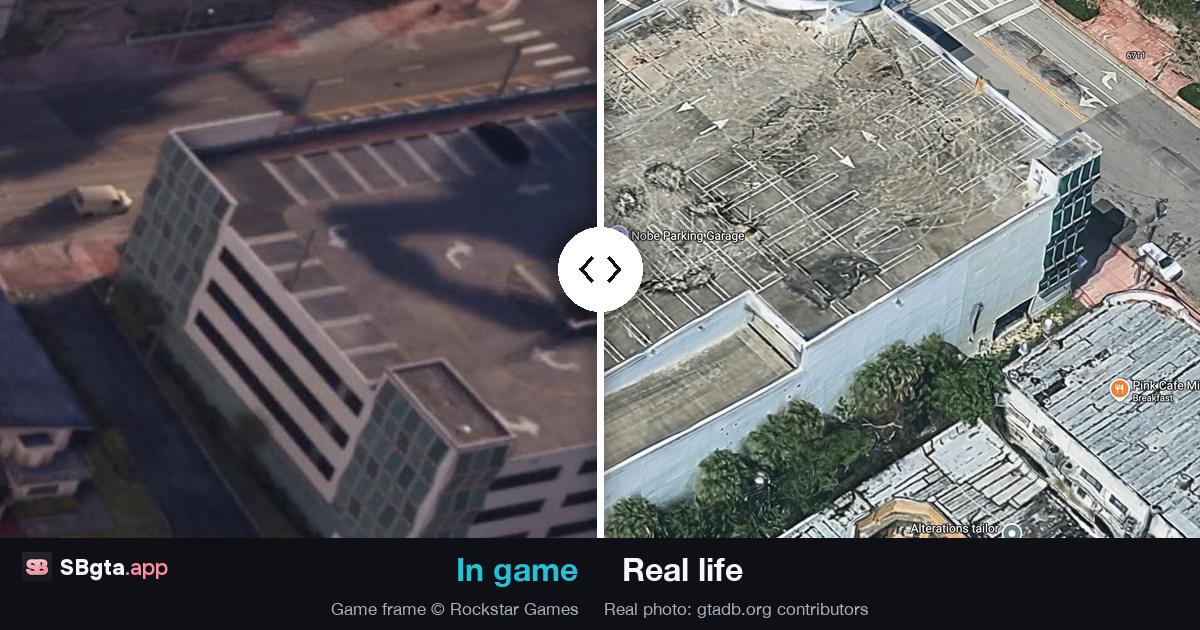 6711
Nobe Parking Garage
Pink Cafe Mi
Breakfast
Alterations tailor
SB SBgta.app
In game
Real life
Game frame © Rockstar Games
Real photo: gtadb.org contributors